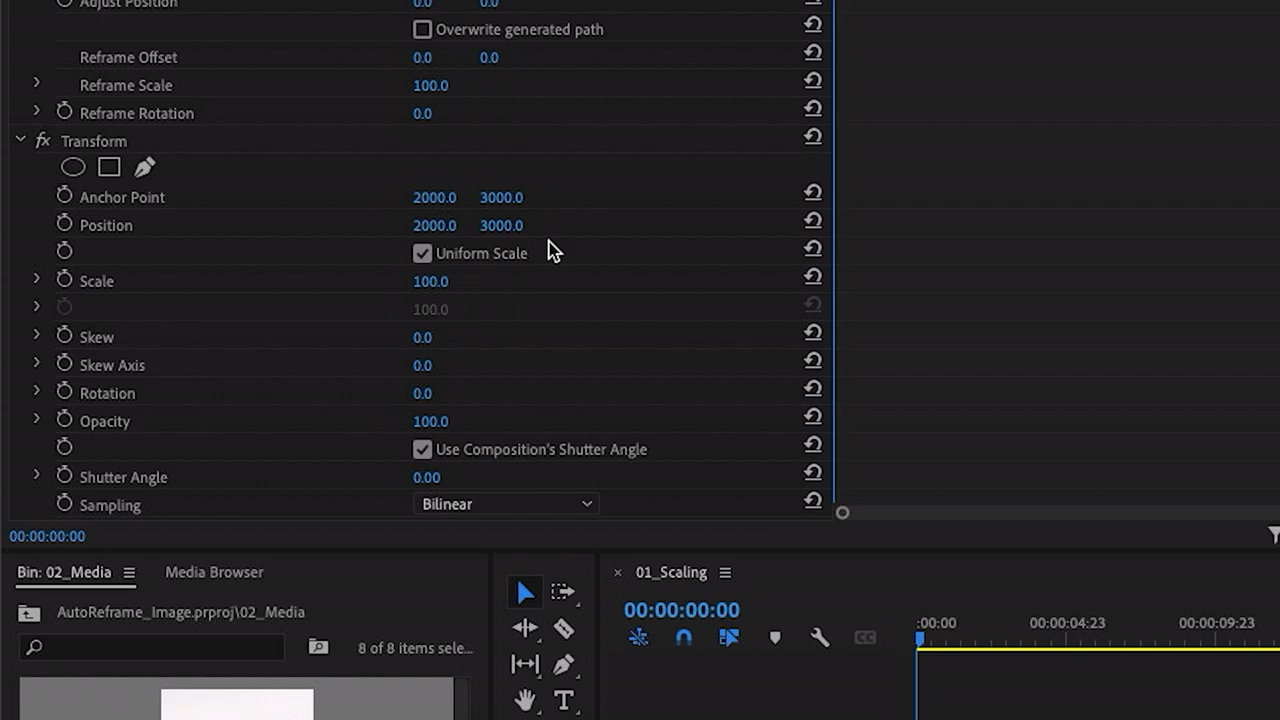 Adjust Position 0.0 0.0
Overwrite generated path
Reframe Offset 0.0 0.0
Reframe Scale 100.0
Reframe Rotation 0.0
fx Transform
Anchor Point 2000.0 3000.0
Position 2000.0 3000.0
Uniform Scale
Scale 100.0
100.0
Skew 0.0
Skew Axis 0.0
Rotation 0.0
Opacity 100.0
Use Composition's Shutter Angle
Shutter Angle 0.00
Sampling Bilinear
00:00:00:00
Bin: 02_Media Media Browser
AutoReframe_Image.prproj\02_Media
8 of 8 items sele...
01_Scaling
00:00:00:00
:00:00 00:00:04:23 00:00:09:23
CC
T